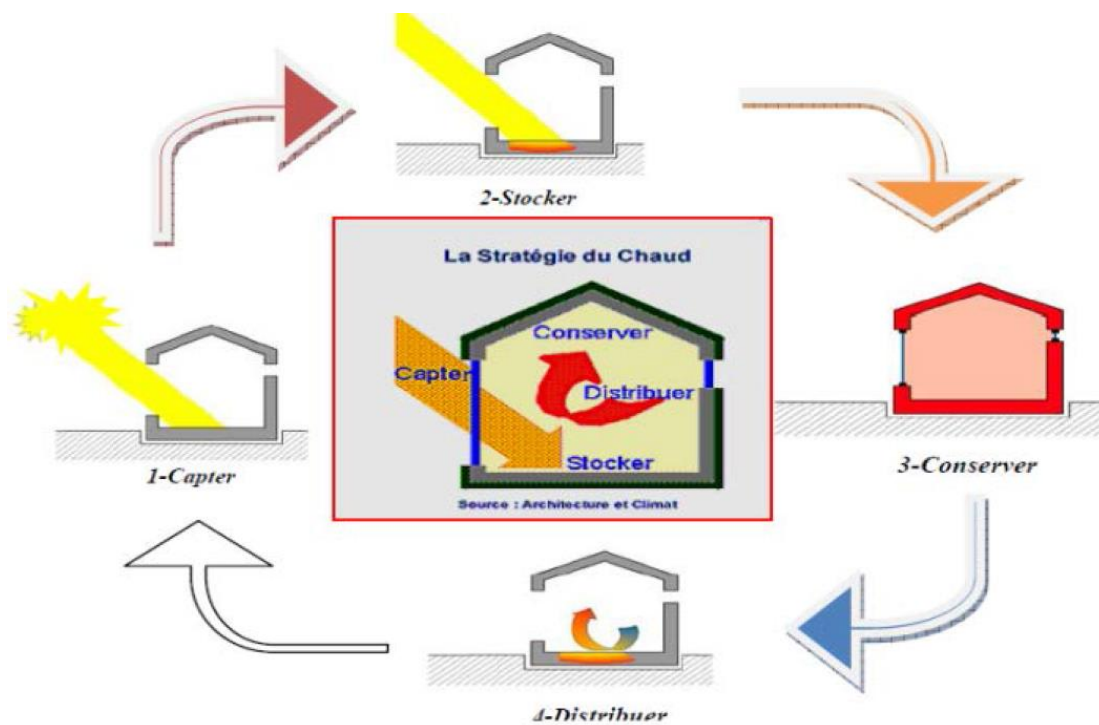 2-Stocker
La Stratégie du Chaud
Conserver
Capter
Distribuer
Stocker
Source : Architecture et Climat
1-Capter
3-Conserver
4-Distribuer